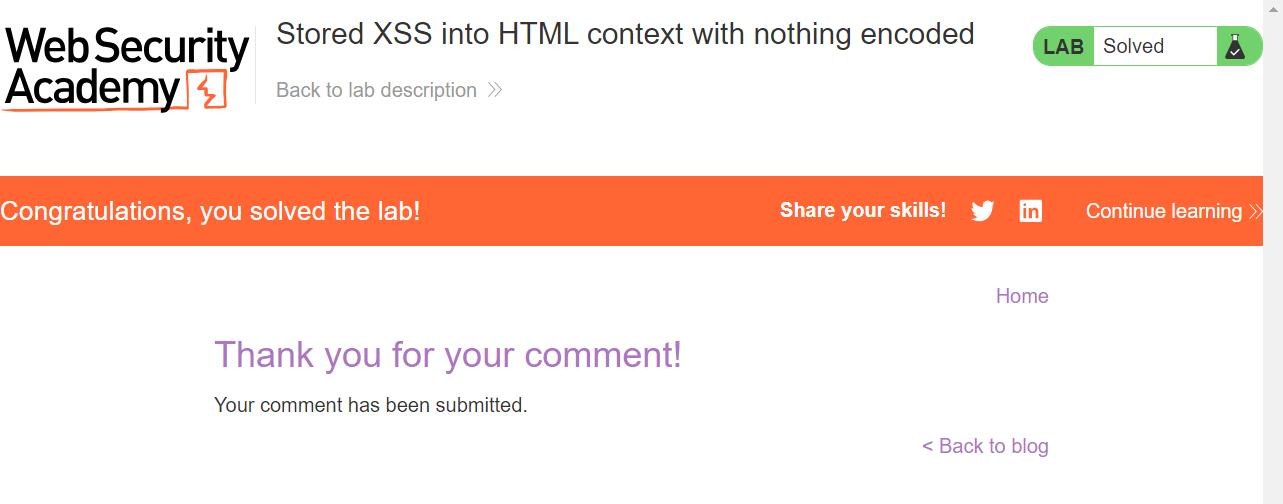 Web Security
Academy
Stored XSS into HTML context with nothing encoded
Back to lab description
LAB Solved
Congratulations, you solved the lab!
Share your skills!
Continue learning
Home
Thank you for your comment!
Your comment has been submitted.
< Back to blog